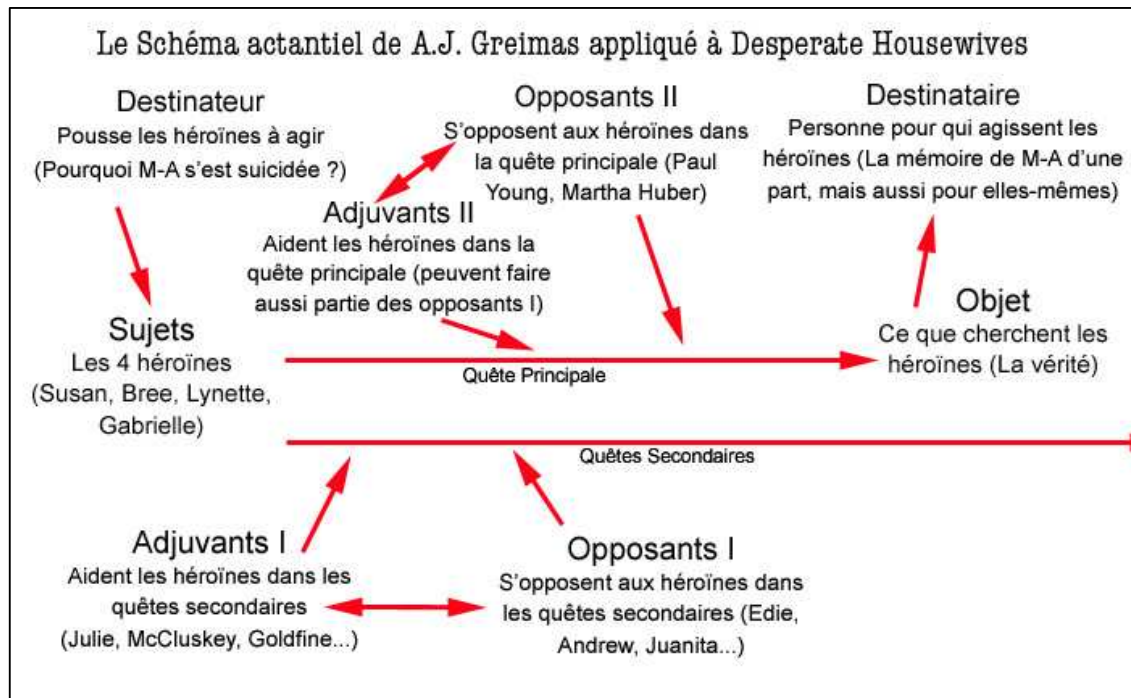 Le Schéma actantiel de A.J. Greimas appliqué à Desperate Housewives
Destinateur
Pousse les héroïnes à agir
(Pourquoi M-A s'est suicidée ?)
Opposants II
S'opposent aux héroïnes dans
la quête principale (Paul
Young, Martha Huber)
Destinataire
Personne pour qui agissent les
héroïnes (La mémoire de M-A d'une
part, mais aussi pour elles-mêmes)
Adjuvants II
Aident les héroïnes dans la
quête principale (peuvent faire
aussi partie des opposants I)
Sujets
Les 4 héroïnes
(Susan, Bree, Lynette,
Gabrielle)
Objet
Ce que cherchent les
héroïnes (La vérité)
Quête Principale
Quêtes Secondaires
Adjuvants I
Aident les héroïnes dans les
quêtes secondaires
(Julie, McCluskey, Goldfine...)
Opposants I
S'opposent aux héroïnes dans
les quêtes secondaires (Edie,
Andrew, Juanita...)